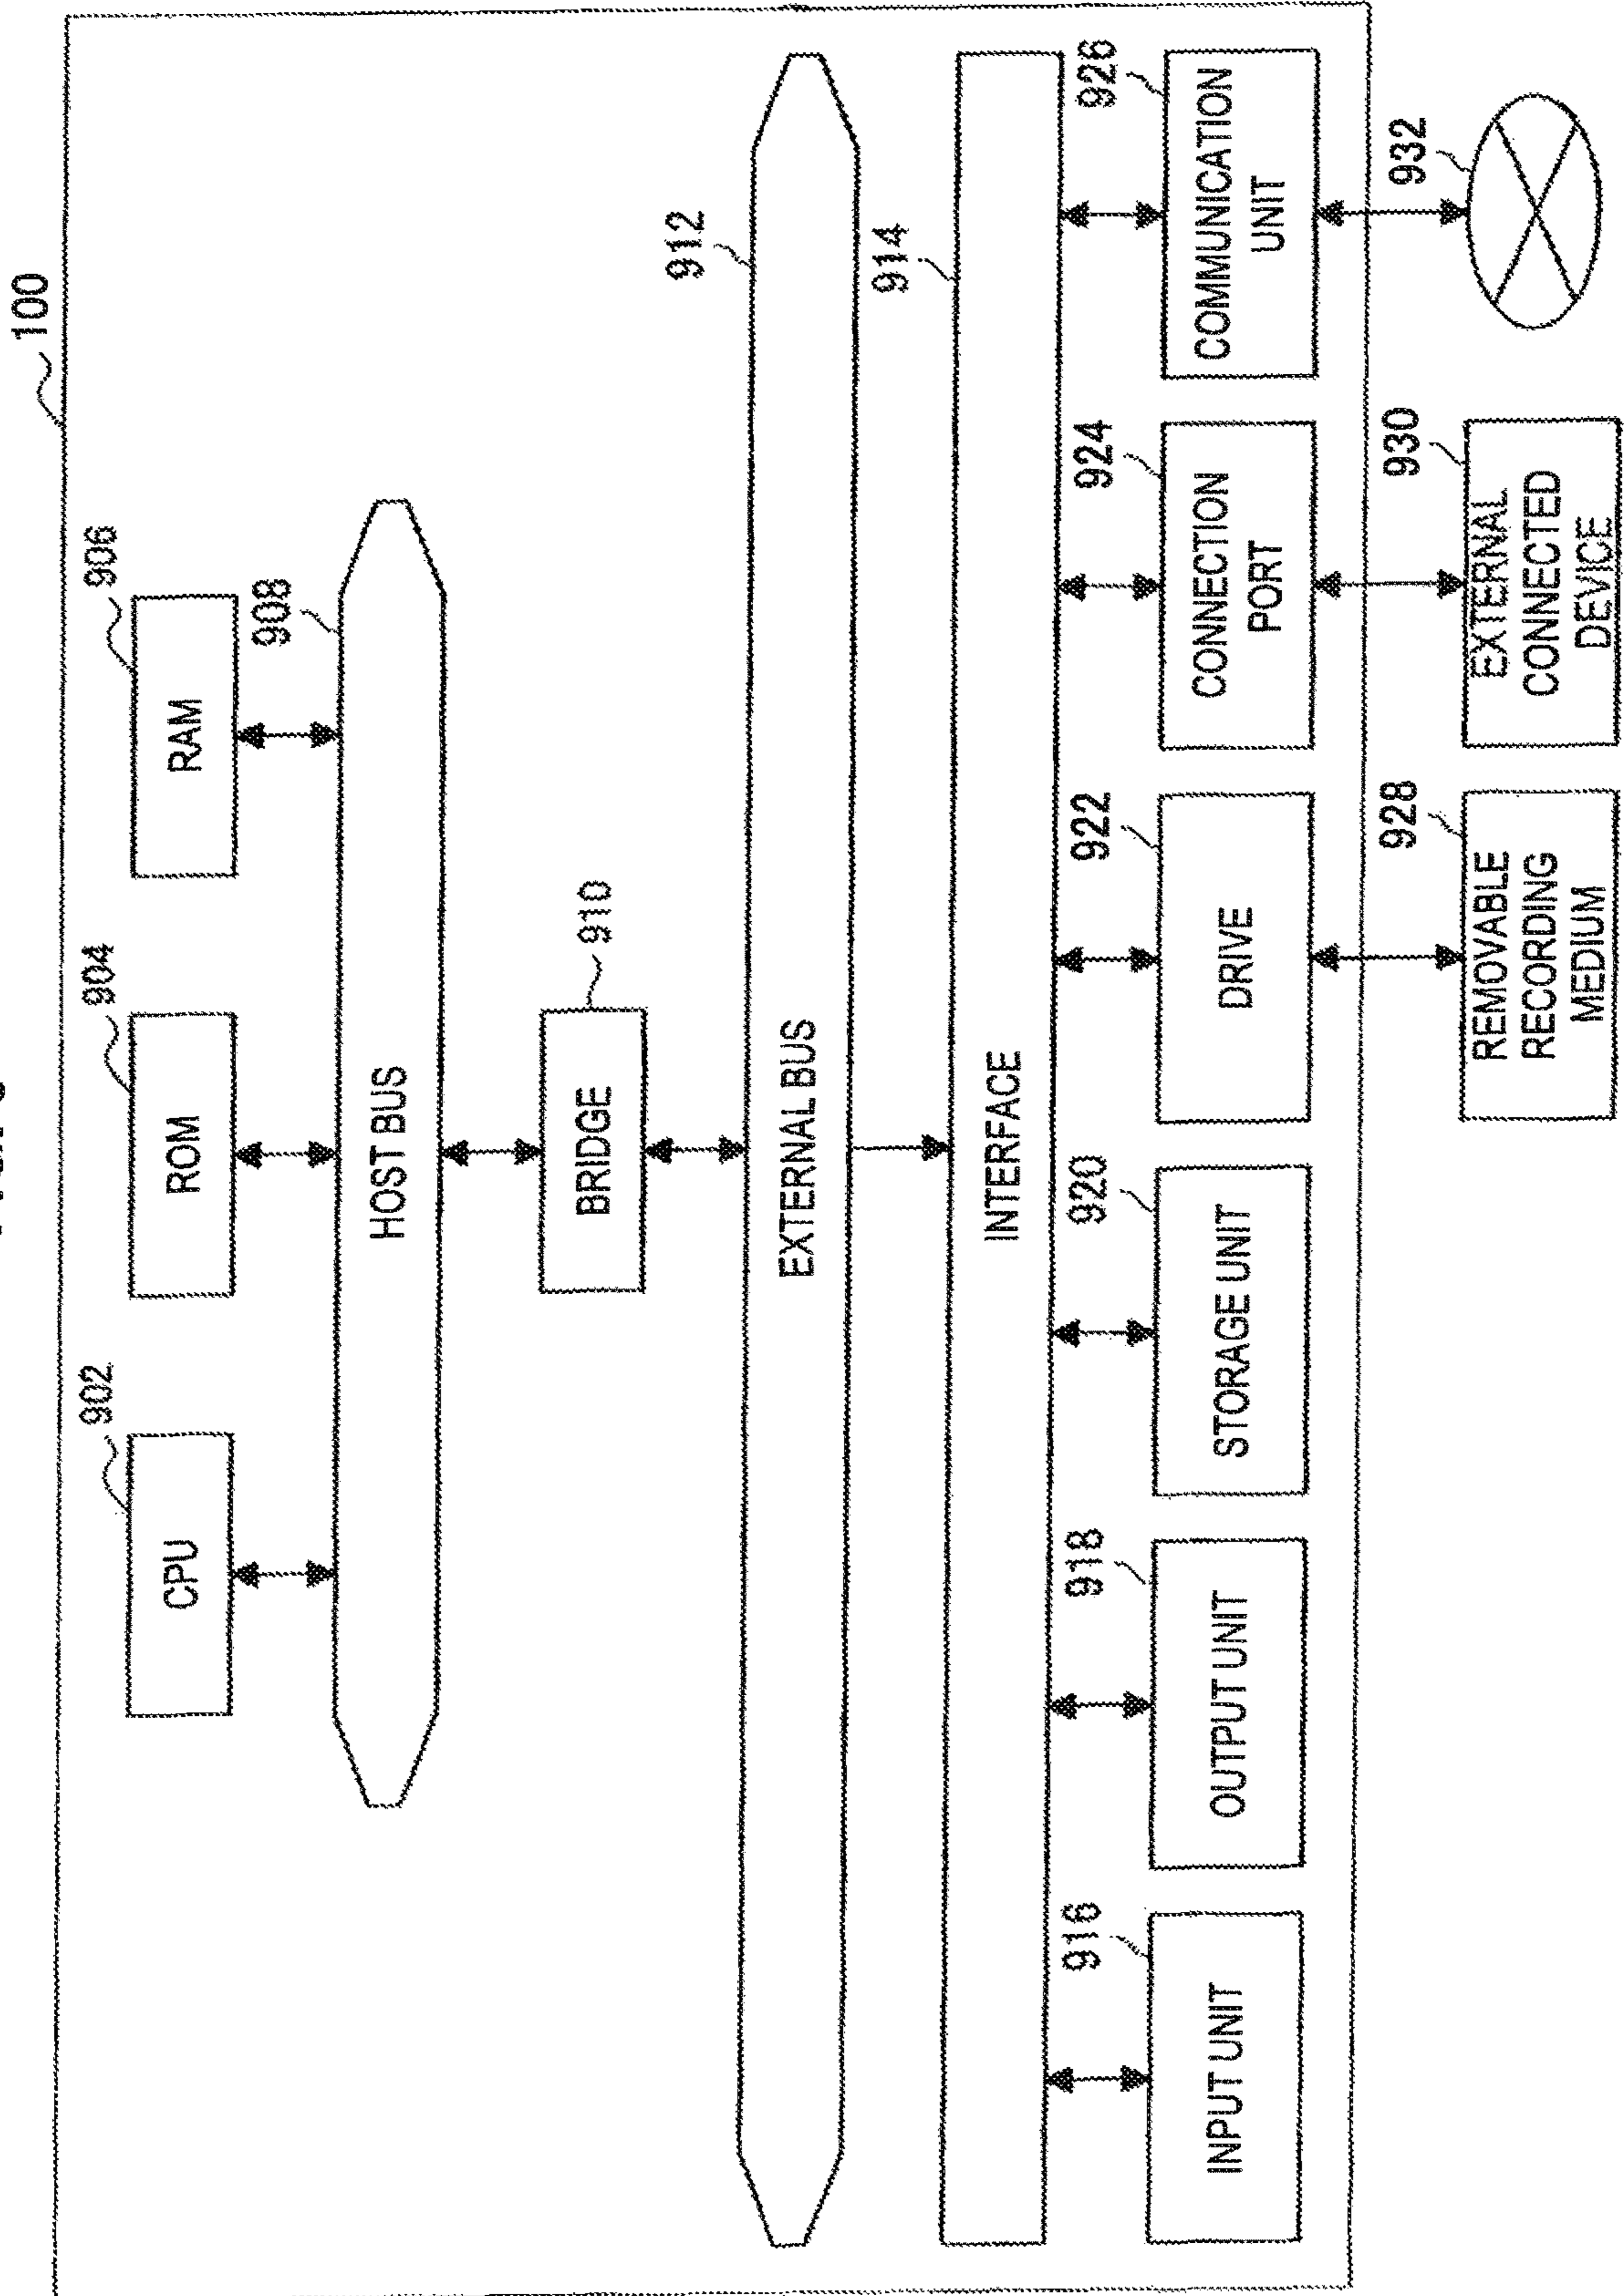 100
902
904
906
CPU
ROM
RAM
908
HOST BUS
910
BRIDGE
912
EXTERNAL BUS
914
INTERFACE
916
918
920
922
924
926
INPUT UNIT
OUTPUT UNIT
STORAGE UNIT
DRIVE
CONNECTION
PORT
COMMUNICATION
UNIT
928
930
932
REMOVABLE
RECORDING
MEDIUM
EXTERNAL
CONNECTED
DEVICE